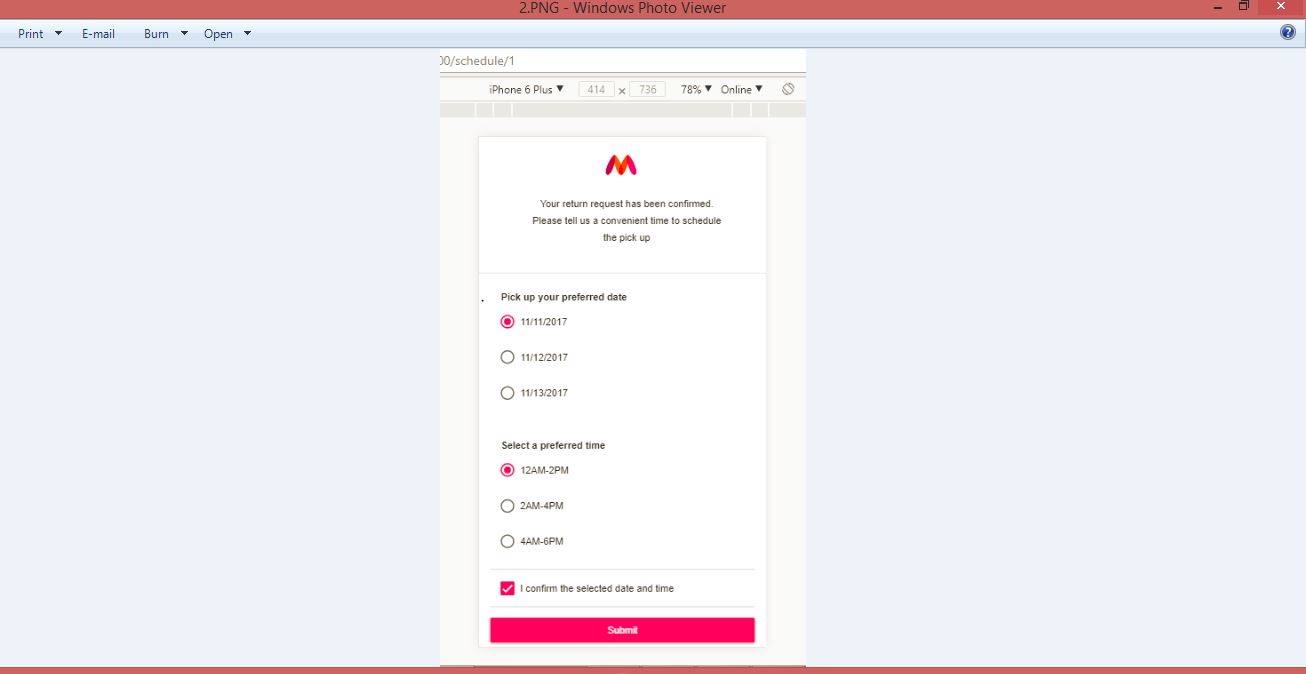 2.PNG - Windows Photo Viewer
Print E-mail Burn Open
00/schedule/1
iPhone 6 Plus 414 x 736 78% Online
Your return request has been confirmed.
Please tell us a convenient time to schedule
the pick up
Pick up your preferred date
11/11/2017
11/12/2017
11/13/2017
Select a preferred time
12AM-2PM
2AM-4PM
4AM-6PM
I confirm the selected date and time
Submit